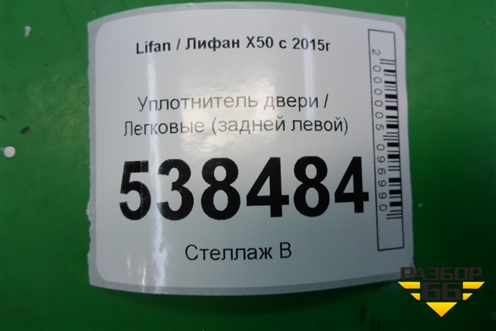 Lifan / Лифан X50 с 2015г
Уплотнитель двери /
Легковые (задней левой)
538484
Стеллаж В
2000005096990
РАЗБОР
66